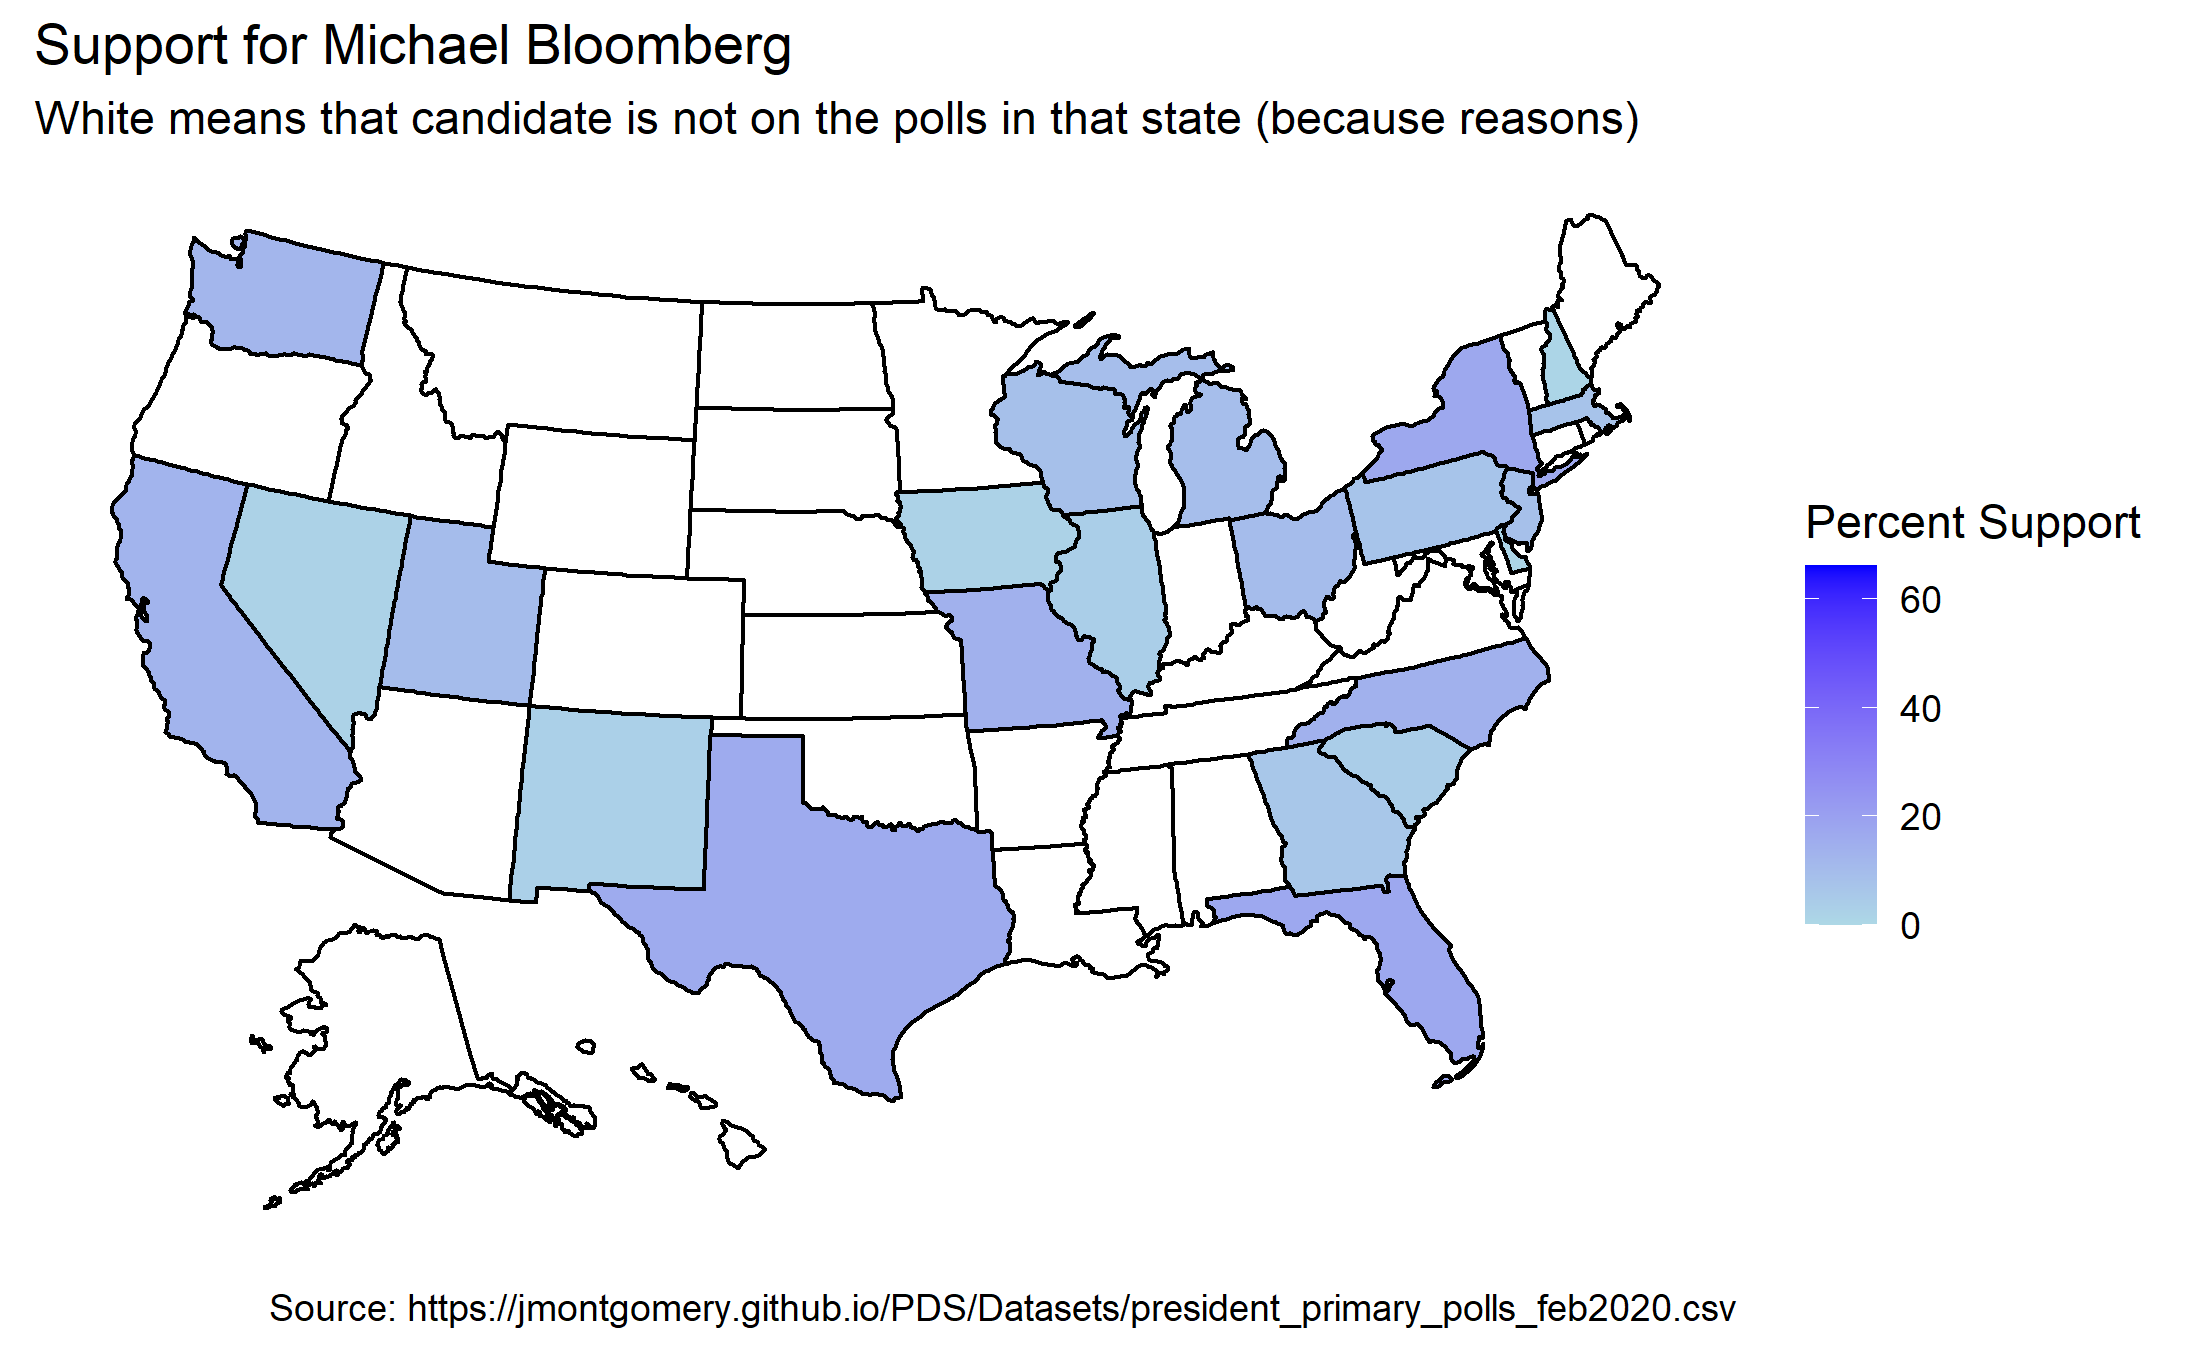 Support for Michael Bloomberg
White means that candidate is not on the polls in that state (because reasons)
Percent Support
60
40
20
0
Source: https://jmontgomery.github.io/PDS/Datasets/president_primary_polls_feb2020.csv